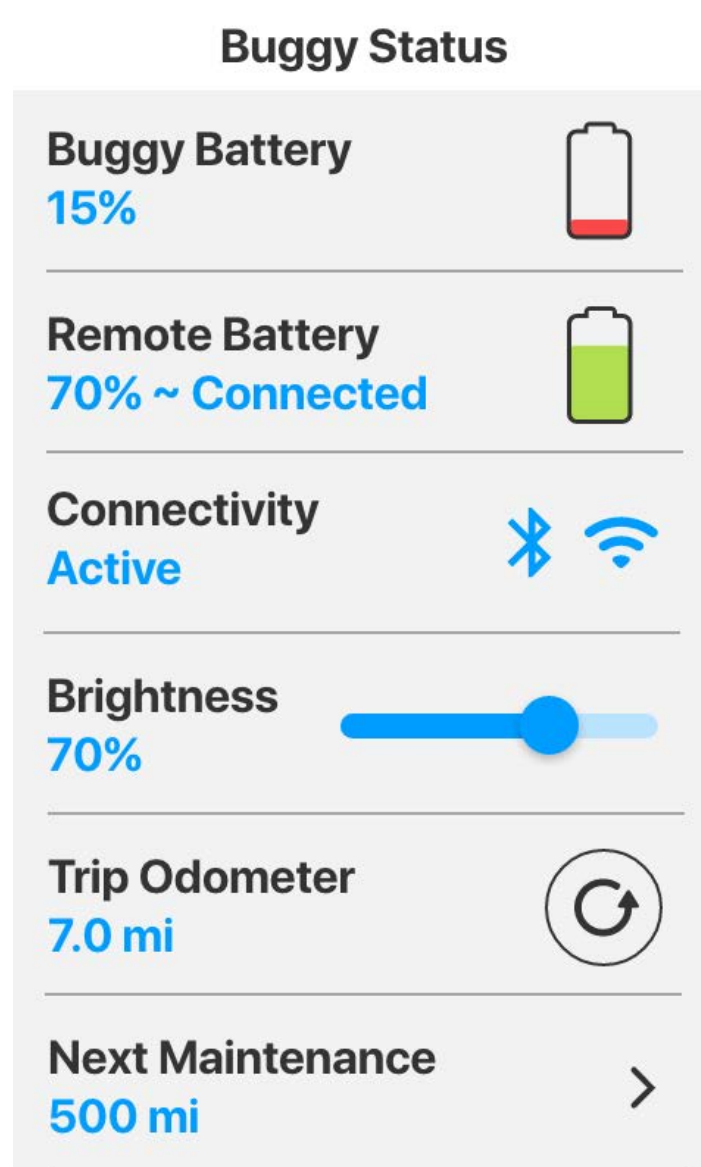 Buggy Status
Buggy Battery
15%
Remote Battery
70% ~ Connected
Connectivity
Active
Brightness
70%
Trip Odometer
7.0 mi
Next Maintenance
500 mi